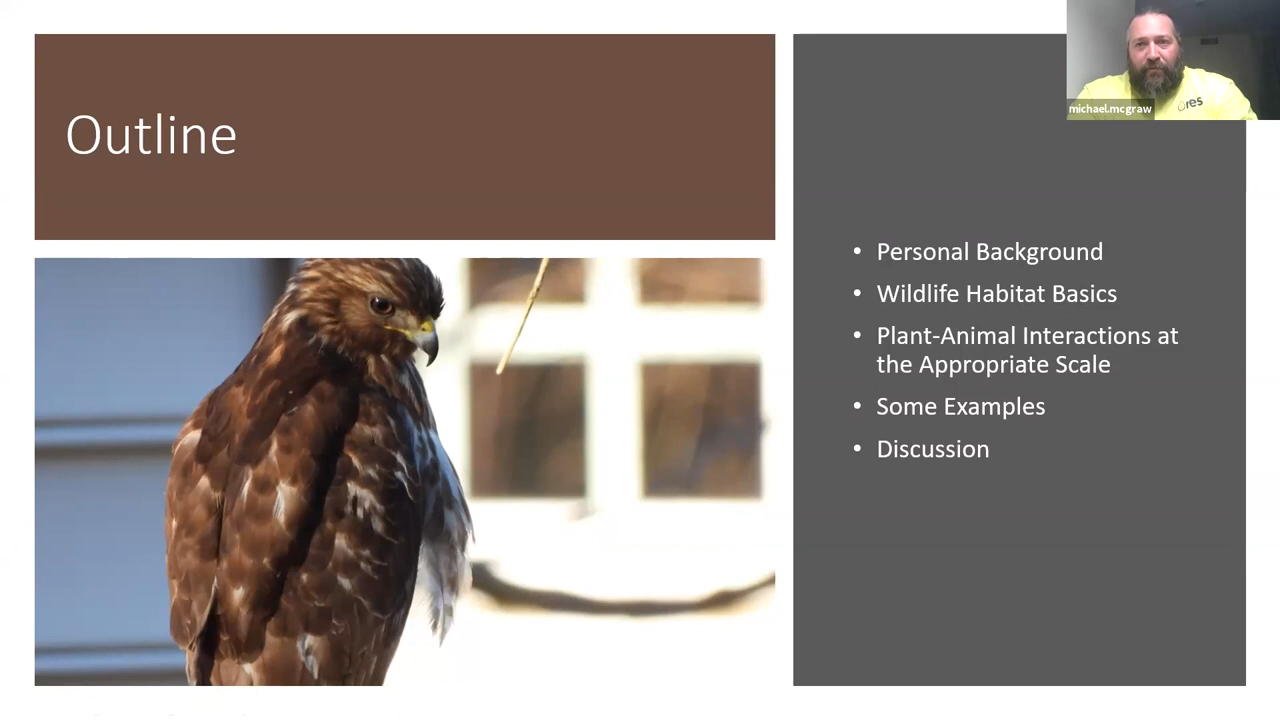 Outline
michael.mcgraw
res
• Personal Background
• Wildlife Habitat Basics
• Plant-Animal Interactions at
the Appropriate Scale
• Some Examples
• Discussion